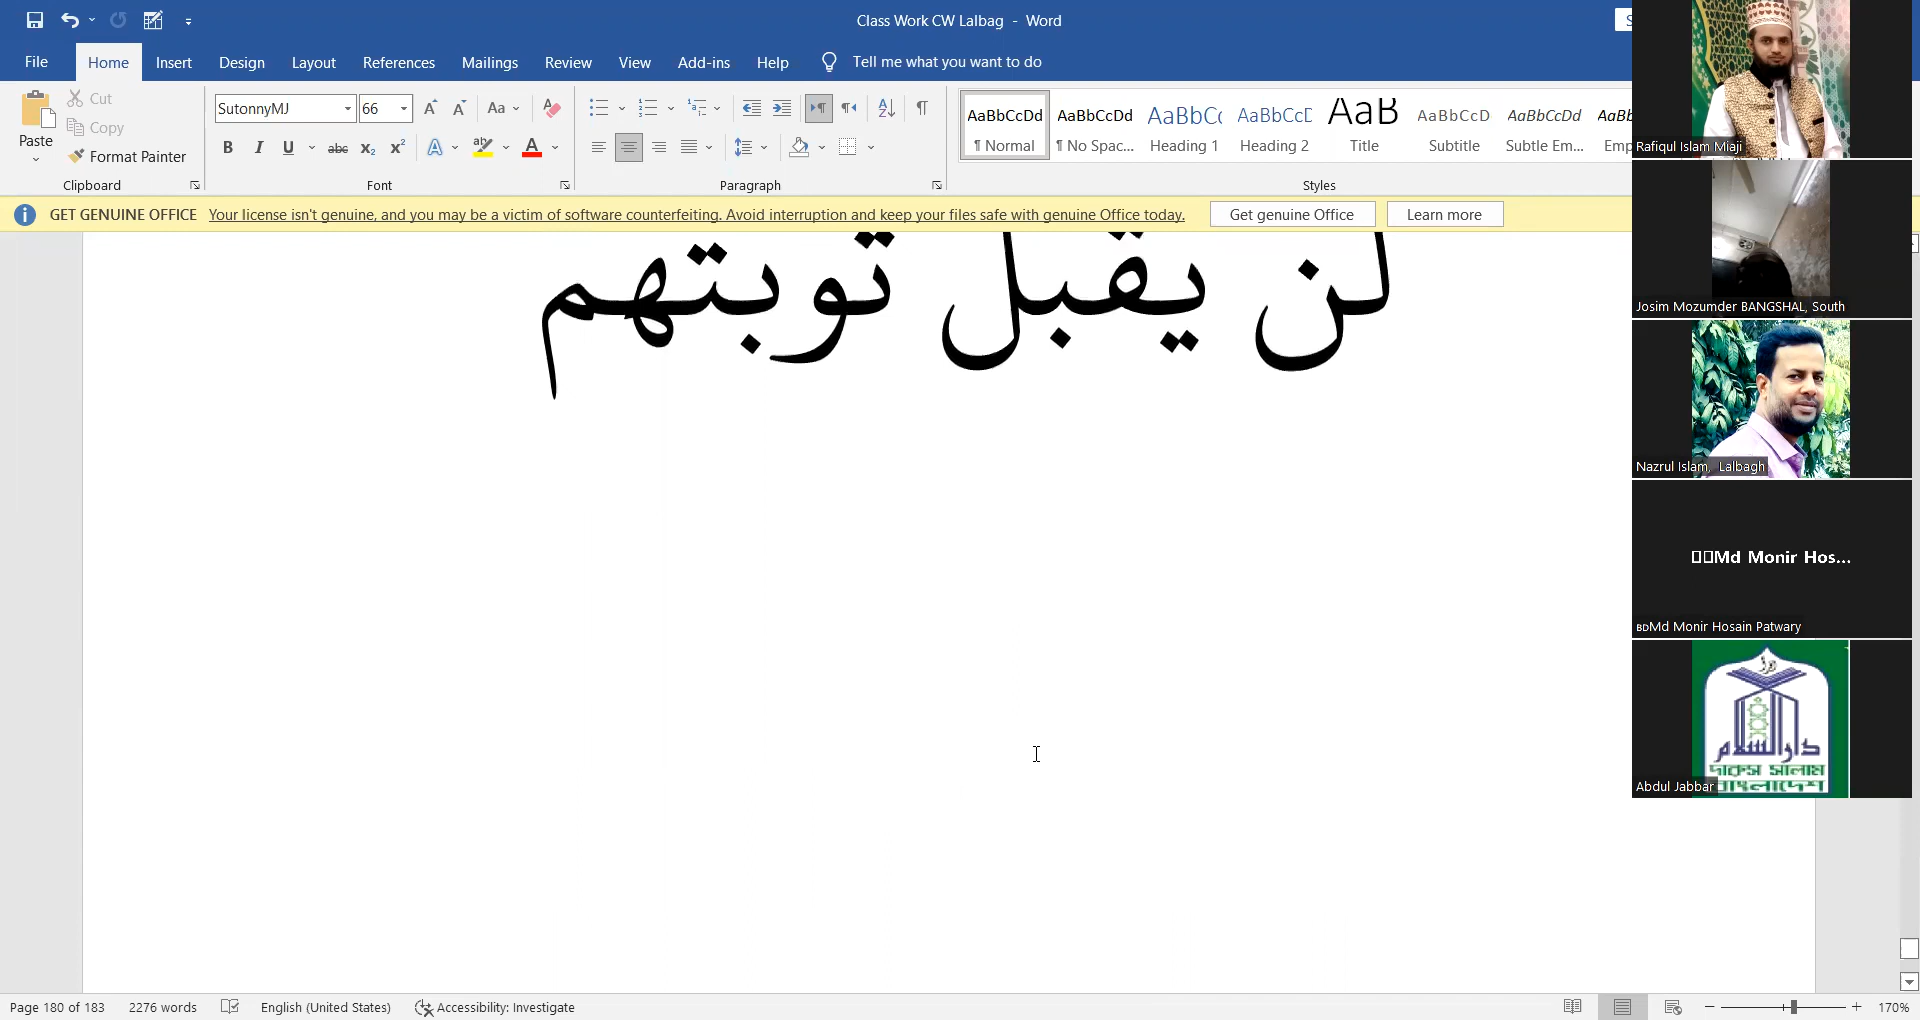 Class Work CW Lalbag - Word
File Home Insert Design Layout References Mailings Review View Add-ins Help Tell me what you want to do
Paste
Cut
Copy
Format Painter
Clipboard
SutonnyMJ 66
Font
Paragraph
AaBbCcDd AaBbCcDd AaBbCc AaBbCcD AaB AaBbCcD AaBbCcDd AaBb
¶ Normal ¶ No Spac... Heading 1 Heading 2 Title Subtitle Subtle Em... Emp
Styles
GET GENUINE OFFICE Your license isn't genuine, and you may be a victim of software counterfeiting. Avoid interruption and keep your files safe with genuine Office today. Get genuine Office Learn more
لن يقبل توبتهم
Rafiqul Islam Miaji
Josim Mozumder BANGSHAL, South
Nazrul Islam, Lalbagh
Md Monir Hos...
BDMd Monir Hosain Patwary
دار السلام
দারুস সালাম
বাংলাদেশ
Abdul Jabbar
Page 180 of 183 2276 words English (United States) Accessibility: Investigate 170%